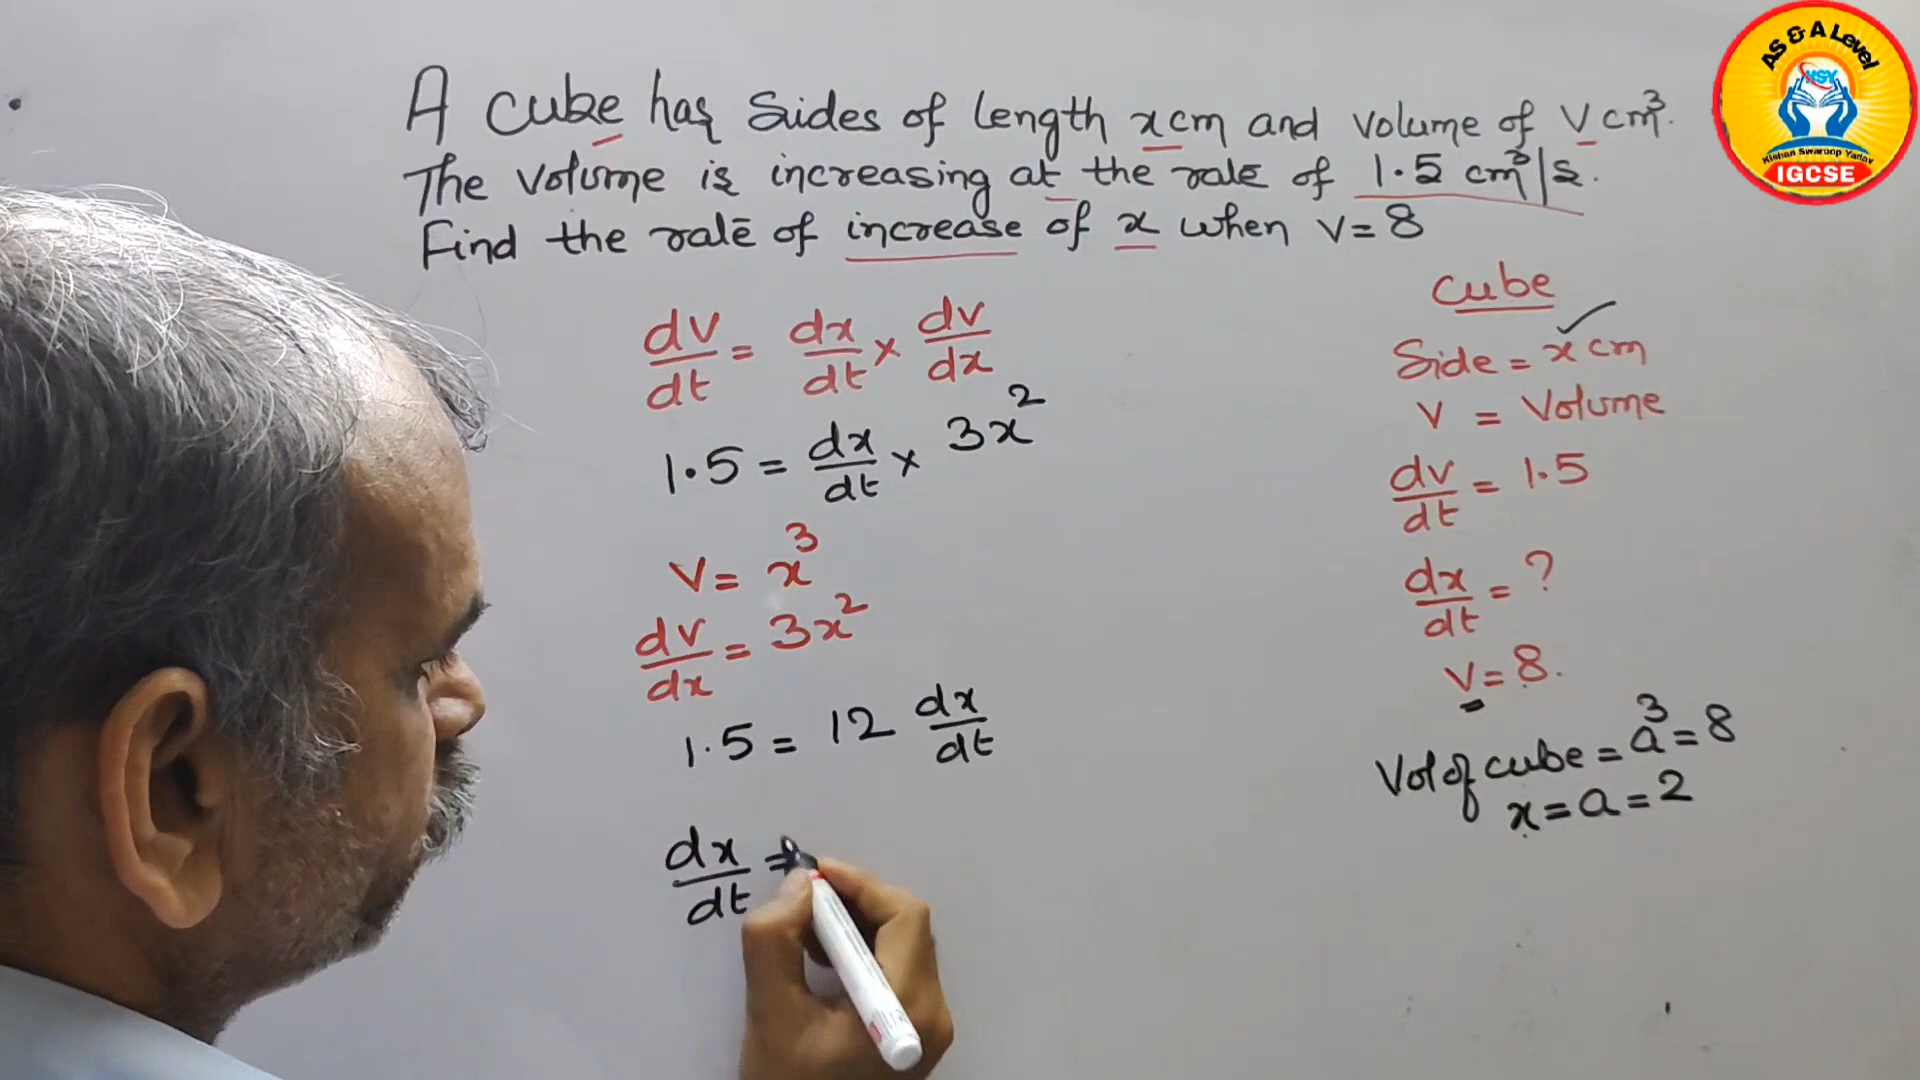 A cube has Sides of length x cm and volume of V cm³.
The volume is increasing at the rate of 1.5 cm³/s.
Find the rate of increase of x when V = 8
dV/dt = dx/dt × dv/dx
1.5 = dx/dt × 3x²
V = x³
dV/dx = 3x²
1.5 = 12 dx/dt
dx/dt =
Cube
Side = x cm
V = Volume
dv/dt = 1.5
dx/dt = ?
V = 8.
Vol of cube = a³ = 8
x = a = 2
AS & A Level
KSY
Kishan Swaroop Yadav
IGCSE